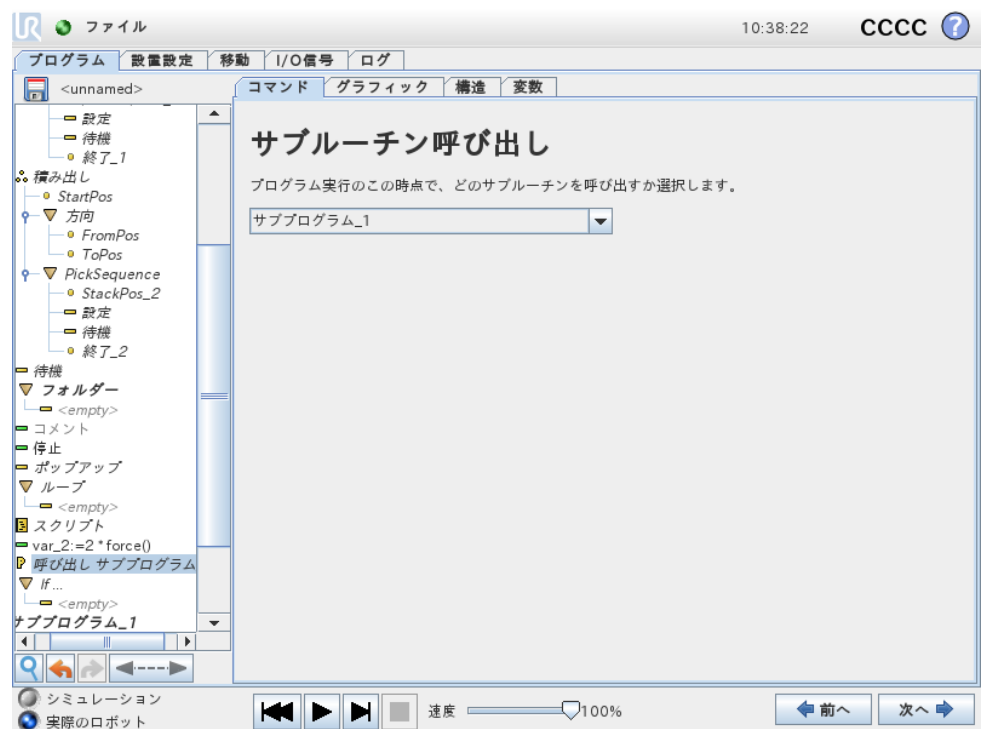 UR ファイル 10:38:22 CCCC ?
プログラム 設置設定 移動 I/O信号 ログ
<unnamed>
コマンド グラフィック 構造 変数
設定
待機
終了_1
積み出し
StartPos
方向
FromPos
ToPos
PickSequence
StackPos_2
設定
待機
終了_2
待機
フォルダー
<empty>
コメント
停止
ポップアップ
ループ
<empty>
スクリプト
var_2:=2 * force()
呼び出し サブプログラム
If ...
<empty>
サブプログラム_1
サブルーチン呼び出し
プログラム実行のこの時点で、どのサブルーチンを呼び出すか選択します。
サブプログラム_1
シミュレーション
実際のロボット
速度 100%
前へ 次へ